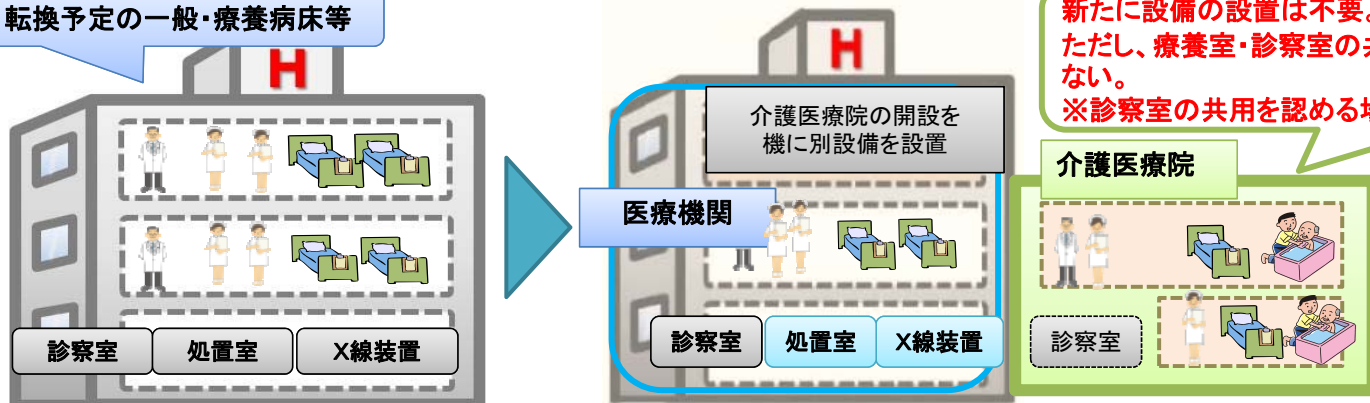 転換予定の一般・療養病床等
H
診察室
処置室
X線装置
H
介護医療院の開設を
機に別設備を設置
医療機関
診察室
処置室
X線装置
新たに設備の設置は不要。
ただし、療養室・診察室の
ない。
※診察室の共用を認める
介護医療院
診察室